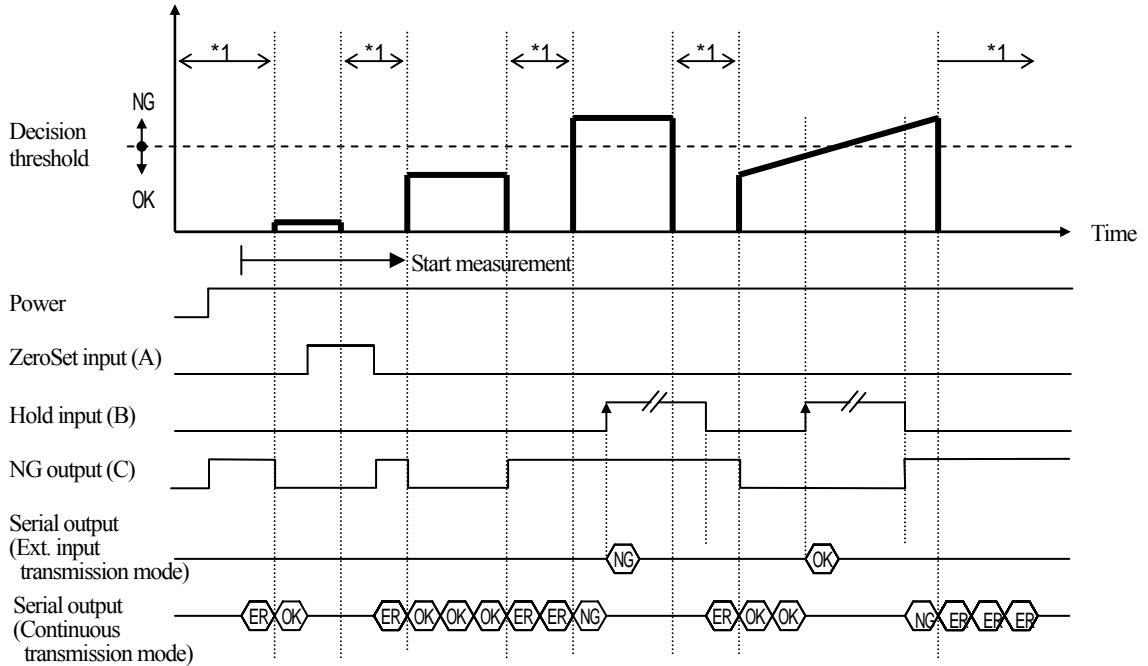 *1 *1 *1 *1 *1
NG
Decision
threshold
OK
Time
Start measurement
Power
ZeroSet input (A)
Hold input (B)
NG output (C)
Serial output
(Ext. input
transmission mode)
NG OK
Serial output
(Continuous
transmission mode)
ER OK ER OK OK OK ER ER NG ER OK OK NG ER ER ER